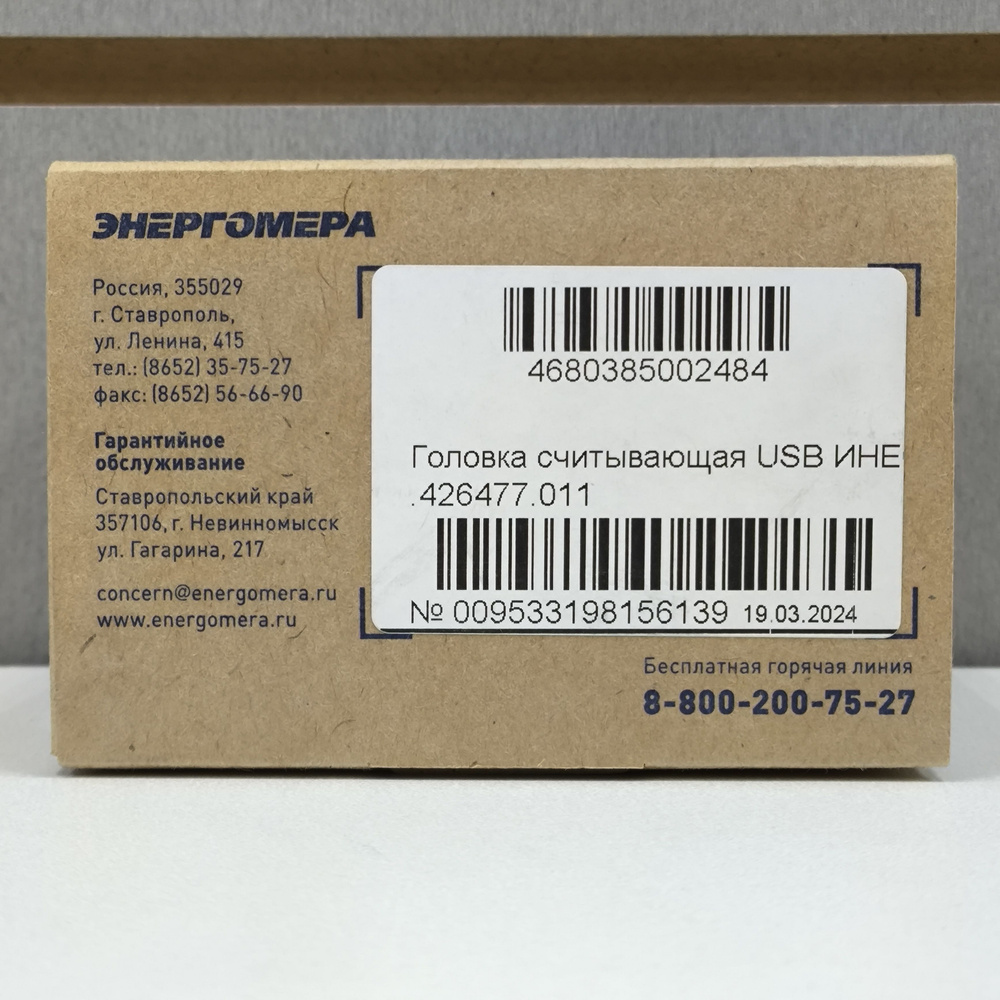 ЭНЕРГОМЕРА
Россия, 355029
г. Ставрополь,
ул. Ленина, 415
тел.: (8652) 35-75-27
факс: (8652) 56-66-90
Гарантийное
обслуживание
Ставропольский край
357106, г. Невинномысск
ул. Гагарина, 217
concern@energomera.ru
www.energomera.ru
4680385002484
Головка считывающая USB ИНЕ
.426477.011
№ 009533198156139 19.03.2024
Бесплатная горячая линия
8-800-200-75-27